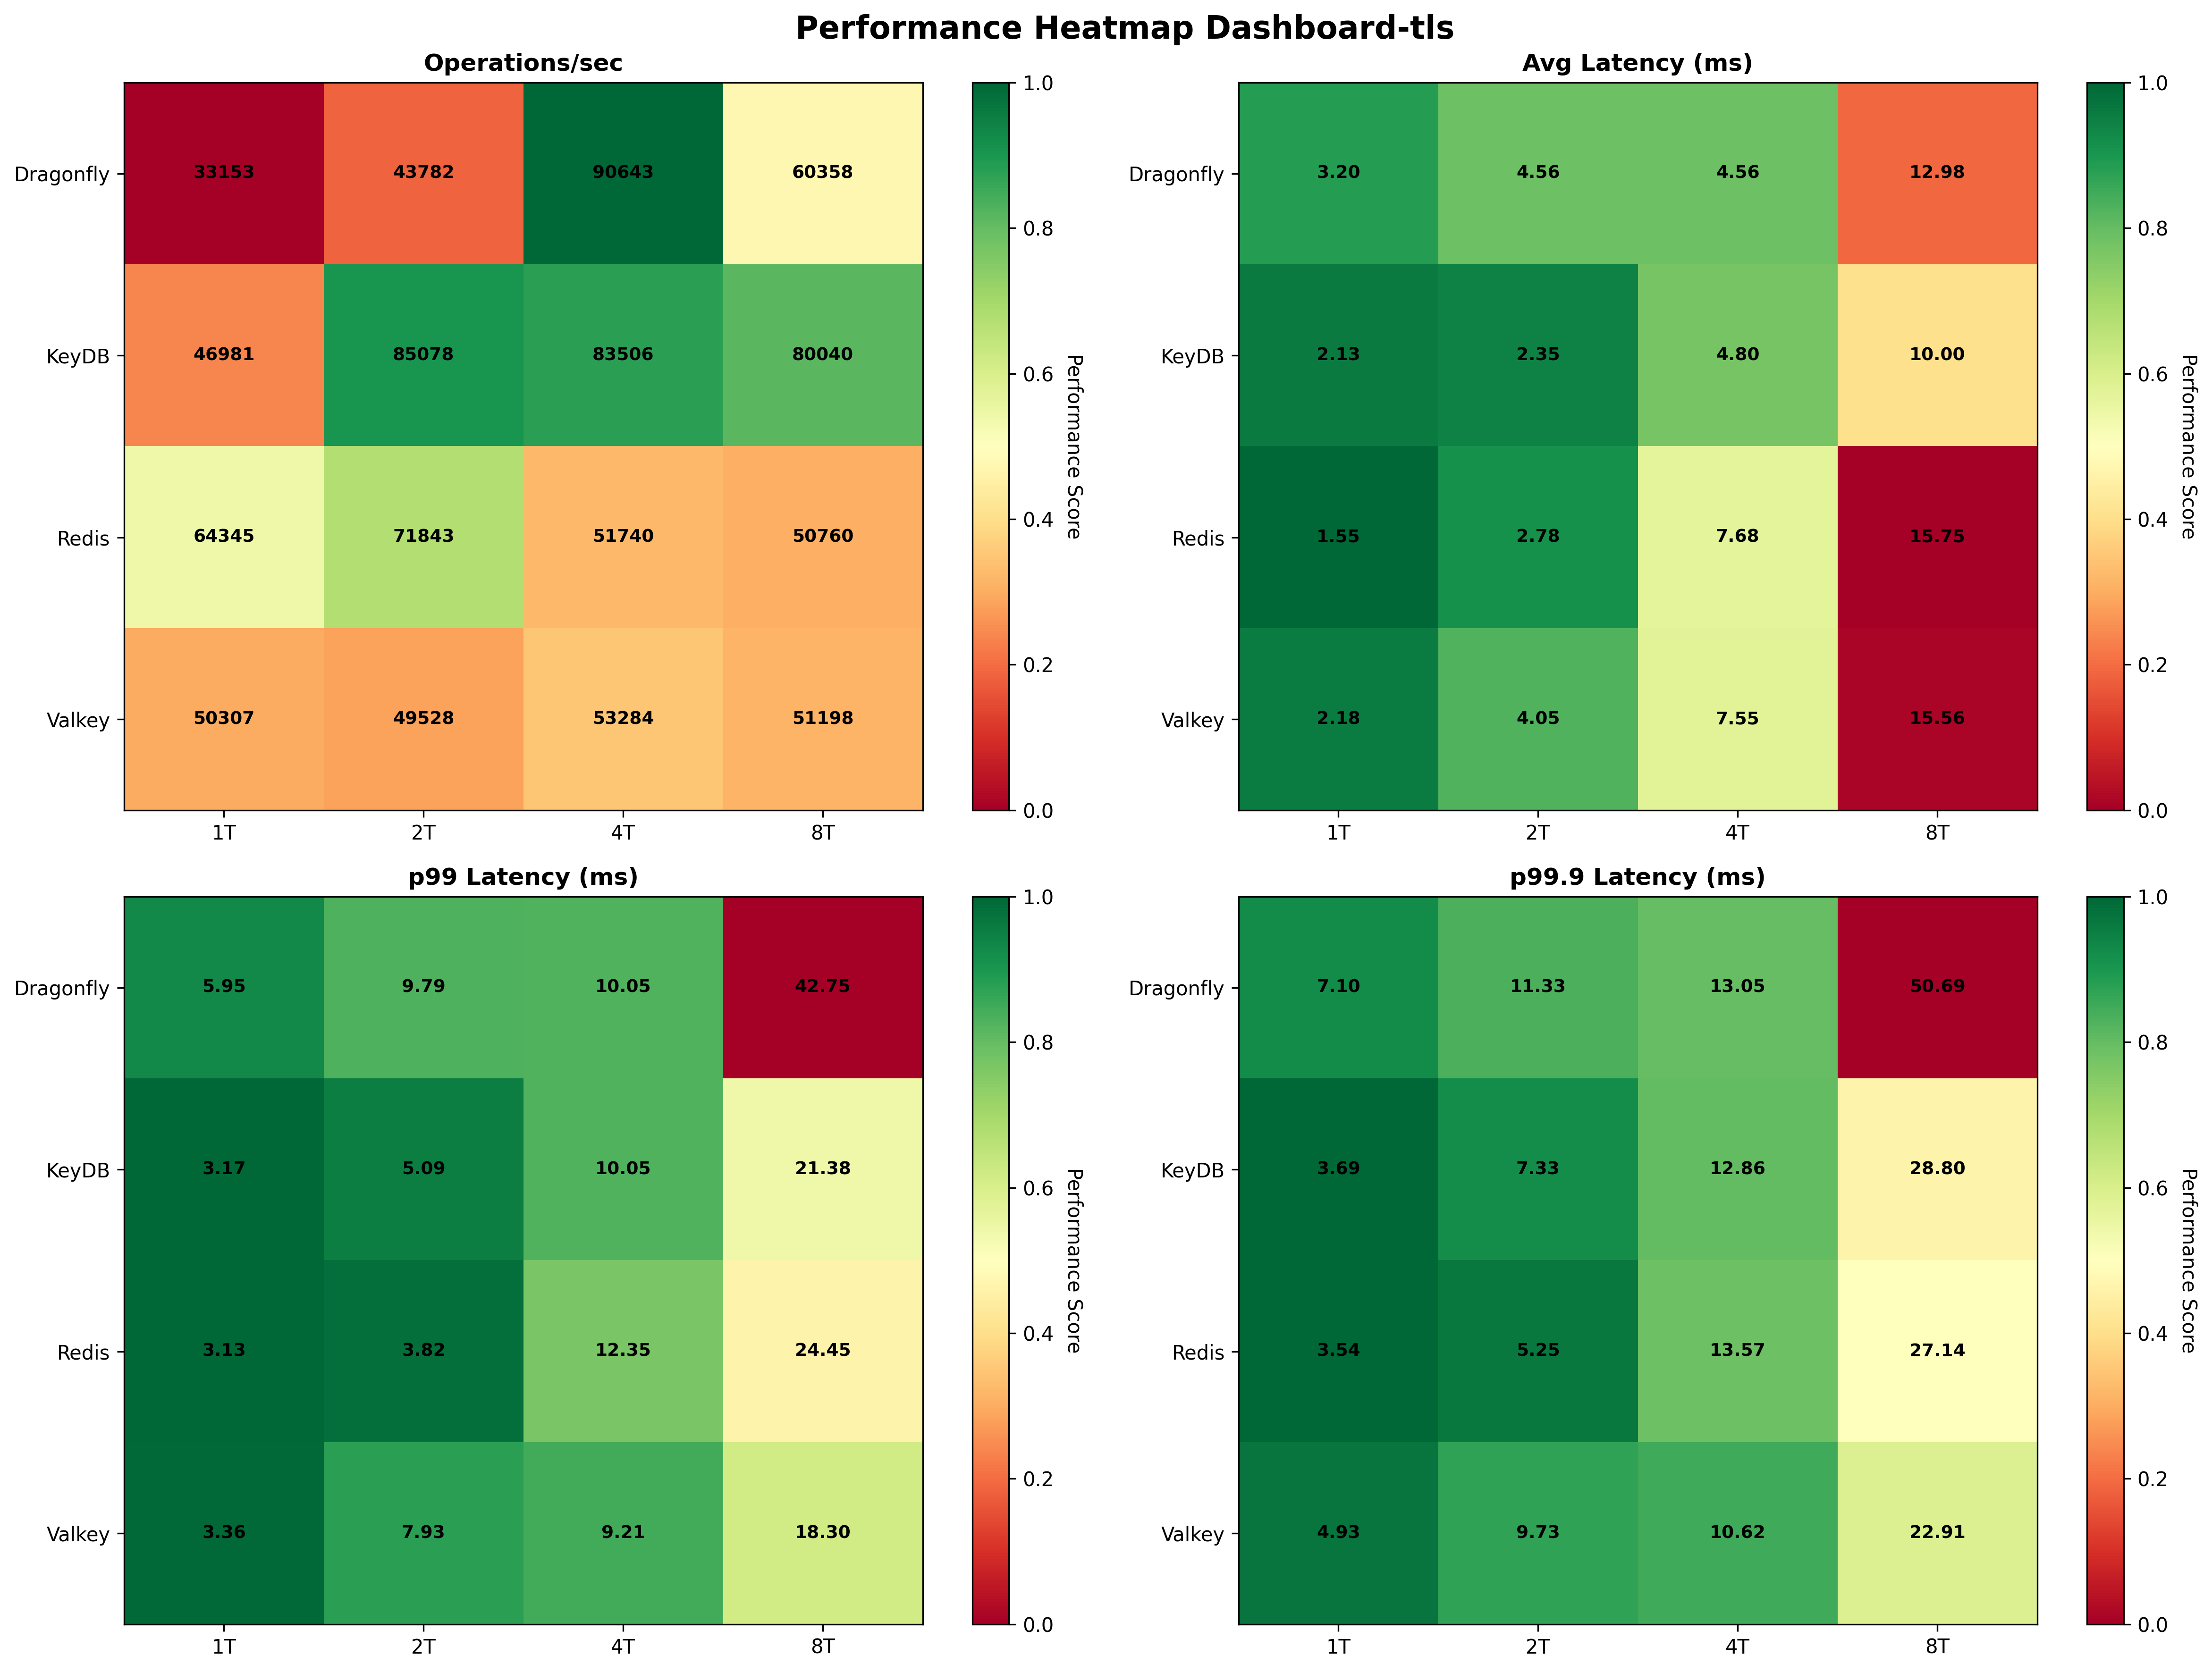 Performance Heatmap Dashboard-tls
Operations/sec
Dragonfly 33153 43782 90643 60358
KeyDB 46981 85078 83506 80040
Redis 64345 71843 51740 50760
Valkey 50307 49528 53284 51198
1T 2T 4T 8T
1.0
0.8
0.6
0.4
0.2
0.0
Performance Score
Avg Latency (ms)
Dragonfly 3.20 4.56 4.56 12.98
KeyDB 2.13 2.35 4.80 10.00
Redis 1.55 2.78 7.68 15.75
Valkey 2.18 4.05 7.55 15.56
1T 2T 4T 8T
1.0
0.8
0.6
0.4
0.2
0.0
Performance Score
p99 Latency (ms)
Dragonfly 5.95 9.79 10.05 42.75
KeyDB 3.17 5.09 10.05 21.38
Redis 3.13 3.82 12.35 24.45
Valkey 3.36 7.93 9.21 18.30
1T 2T 4T 8T
1.0
0.8
0.6
0.4
0.2
0.0
Performance Score
p99.9 Latency (ms)
Dragonfly 7.10 11.33 13.05 50.69
KeyDB 3.69 7.33 12.86 28.80
Redis 3.54 5.25 13.57 27.14
Valkey 4.93 9.73 10.62 22.91
1T 2T 4T 8T
1.0
0.8
0.6
0.4
0.2
0.0
Performance Score